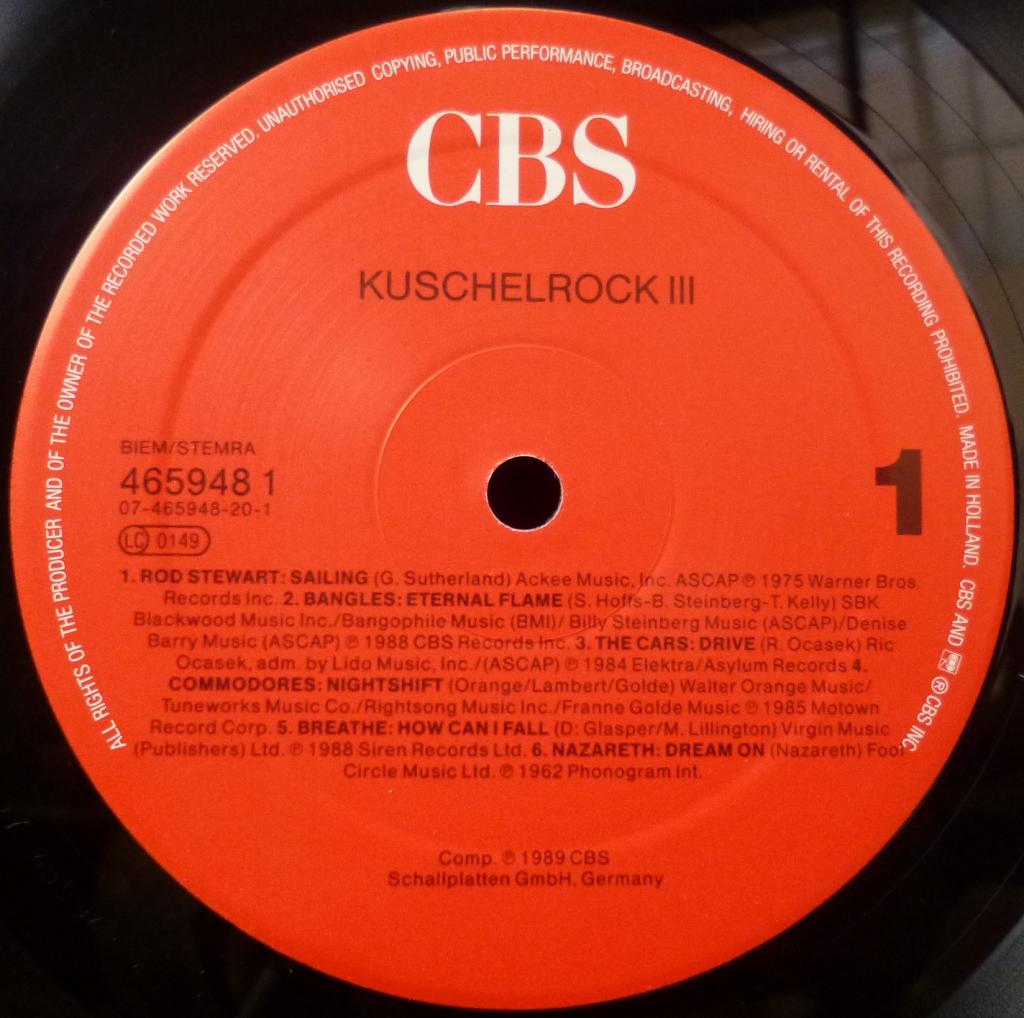 ALL RIGHTS OF THE PRODUCER AND OF THE OWNER OF THE RECORDED WORK RESERVED. UNAUTHORISED COPYING, PUBLIC PERFORMANCE, BROADCASTING, HIRING OR RENTAL OF THIS RECORDING PROHIBITED. MADE IN HOLLAND. CBS AND ® CBS INC
CBS
KUSCHELROCK III
BIEM/STEMRA
465948 1
07-465948-20-1
LC 0149
1
1. ROD STEWART: SAILING (G. Sutherland) Ackee Music, Inc. ASCAP ℗ 1975 Warner Bros.
Records Inc. 2. BANGLES: ETERNAL FLAME (S. Hoffs-B. Steinberg-T. Kelly) SBK
Blackwood Music Inc./Bangophile Music (BMI)/ Billy Steinberg Music (ASCAP)/Denise
Barry Music (ASCAP) ℗ 1988 CBS Records Inc. 3. THE CARS: DRIVE (R. Ocasek) Ric
Ocasek, adm. by Lido Music, Inc./(ASCAP) ℗ 1984 Elektra/Asylum Records 4.
COMMODORES: NIGHTSHIFT (Orange/Lambert/Golde) Walter Orange Music/
Tuneworks Music Co./Rightsong Music Inc./Franne Golde Music ℗ 1985 Motown
Record Corp. 5. BREATHE: HOW CAN I FALL (D: Glasper/M. Lillington) Virgin Music
(Publishers) Ltd. ℗ 1988 Siren Records Ltd. 6. NAZARETH: DREAM ON (Nazareth) Fool
Circle Music Ltd. ℗ 1962 Phonogram Int.
Comp. ℗ 1989 CBS
Schallplatten GmbH, Germany